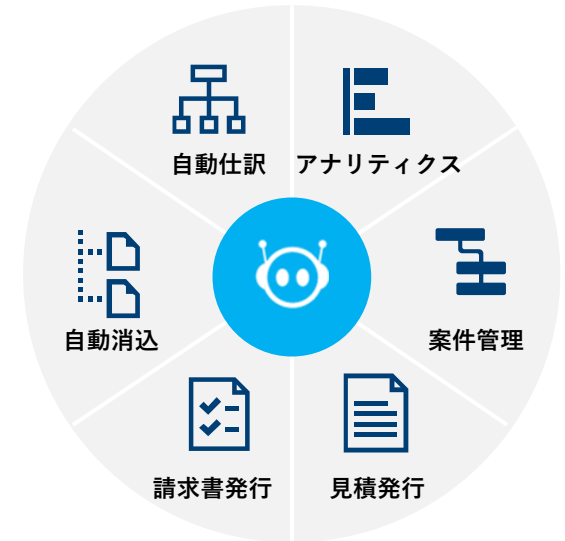 自動仕訳
アナリティクス
自動消込
案件管理
請求書発行
見積発行